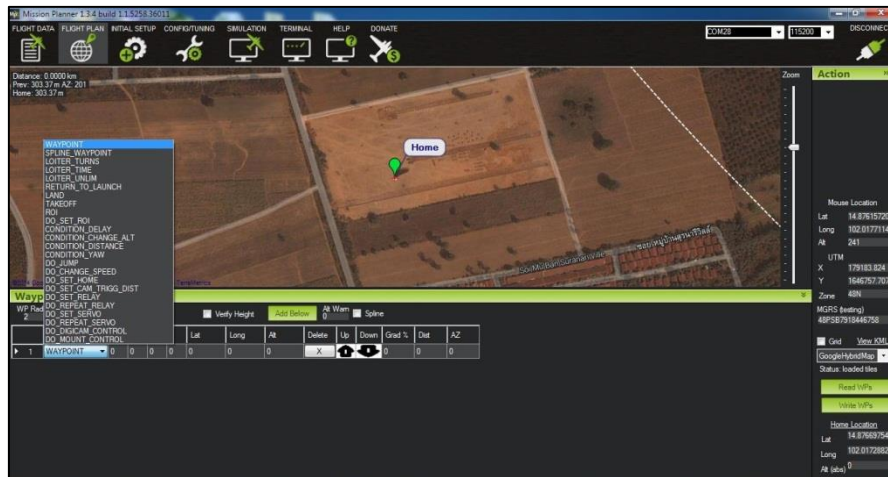 Mission Planner 1.3.4 build 1.1.5258.36011
FLIGHT DATA FLIGHT PLAN INITIAL SETUP CONFIG/TUNING SIMULATION TERMINAL HELP DONATE
COM28 115200 DISCONNECT
Distance: 0.0000 km
Prev: 303.37 m AZ: 201
Home: 303.37 m
Zoom
Action
Home
WAYPOINT
SPLINE_WAYPOINT
LOITER_TURNS
LOITER_TIME
LOITER_UNLIM
RETURN_TO_LAUNCH
LAND
TAKEOFF
ROI
DO_SET_ROI
CONDITION_DELAY
CONDITION_CHANGE_ALT
CONDITION_DISTANCE
CONDITION_YAW
DO_JUMP
DO_CHANGE_SPEED
DO_SET_HOME
DO_SET_CAM_TRIGG_DIST
DO_SET_RELAY
DO_REPEAT_RELAY
DO_SET_SERVO
DO_REPEAT_SERVO
DO_DIGICAM_CONTROL
DO_MOUNT_CONTROL
Mouse Location
Lat 14.87615720
Long 102.0177114
Alt 241
UTM
X 179183.824
Y 1646757.707
Zone 48N
MGRS (testing)
48PSB7918446758
Grid View KML
GoogleHybridMap
Status: loaded tiles
Read WPs
Write WPs
Home Location
Lat 14.87669754
Long 102.0172882
Alt (abs) 0
Wayp
WP Rad
2
Verify Height Add Below Alt Warn
0
Spline
Lat Long Alt Delete Up Down Grad % Dist AZ
1 WAYPOINT 0 0 0 0 0 0 0 X 0 0 0